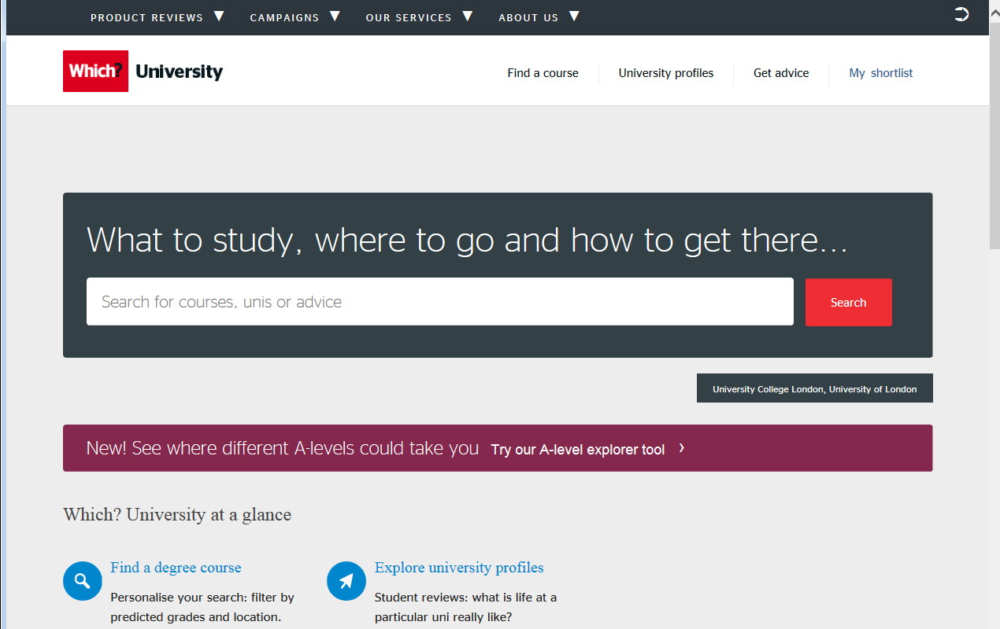 PRODUCT REVIEWS CAMPAIGNS OUR SERVICES ABOUT US
Which? University
Find a course University profiles Get advice My shortlist
What to study, where to go and how to get there...
Search for courses, unis or advice Search
University College London, University of London
New! See where different A-levels could take you Try our A-level explorer tool ›
Which? University at a glance
Find a degree course Explore university profiles
Personalise your search: filter by Student reviews: what is life at a
predicted grades and location. particular uni really like?